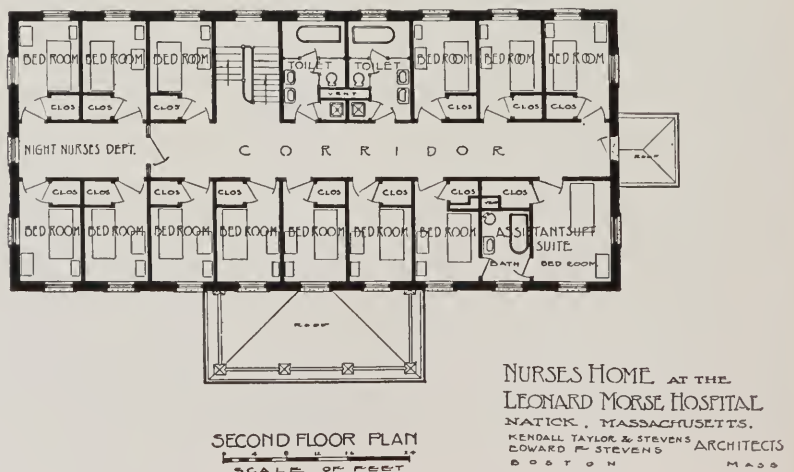 BED ROOM BED ROOM BED ROOM TOILET TOILET BED ROOM BED ROOM BED ROOM
VENT
CLOS CLOS CLOS CLOS CLOS CLOS
NIGHT NURSES DEPT. CORRIDOR ROOF
CLOS CLOS CLOS CLOS CLOS CLOS CLOS CLOS
BED ROOM BED ROOM BED ROOM BED ROOM BED ROOM BED ROOM BED ROOM ASSISTANT SUPT
SUITE
BATH BED ROOM
ROOF
NURSES HOME AT THE
LEONARD MORSE HOSPITAL
NATICK, MASSACHUSETTS.
KENDALL TAYLOR & STEVENS
EDWARD F STEVENS ARCHITECTS
BOSTON MASS
SECOND FLOOR PLAN
SCALE OF FEET